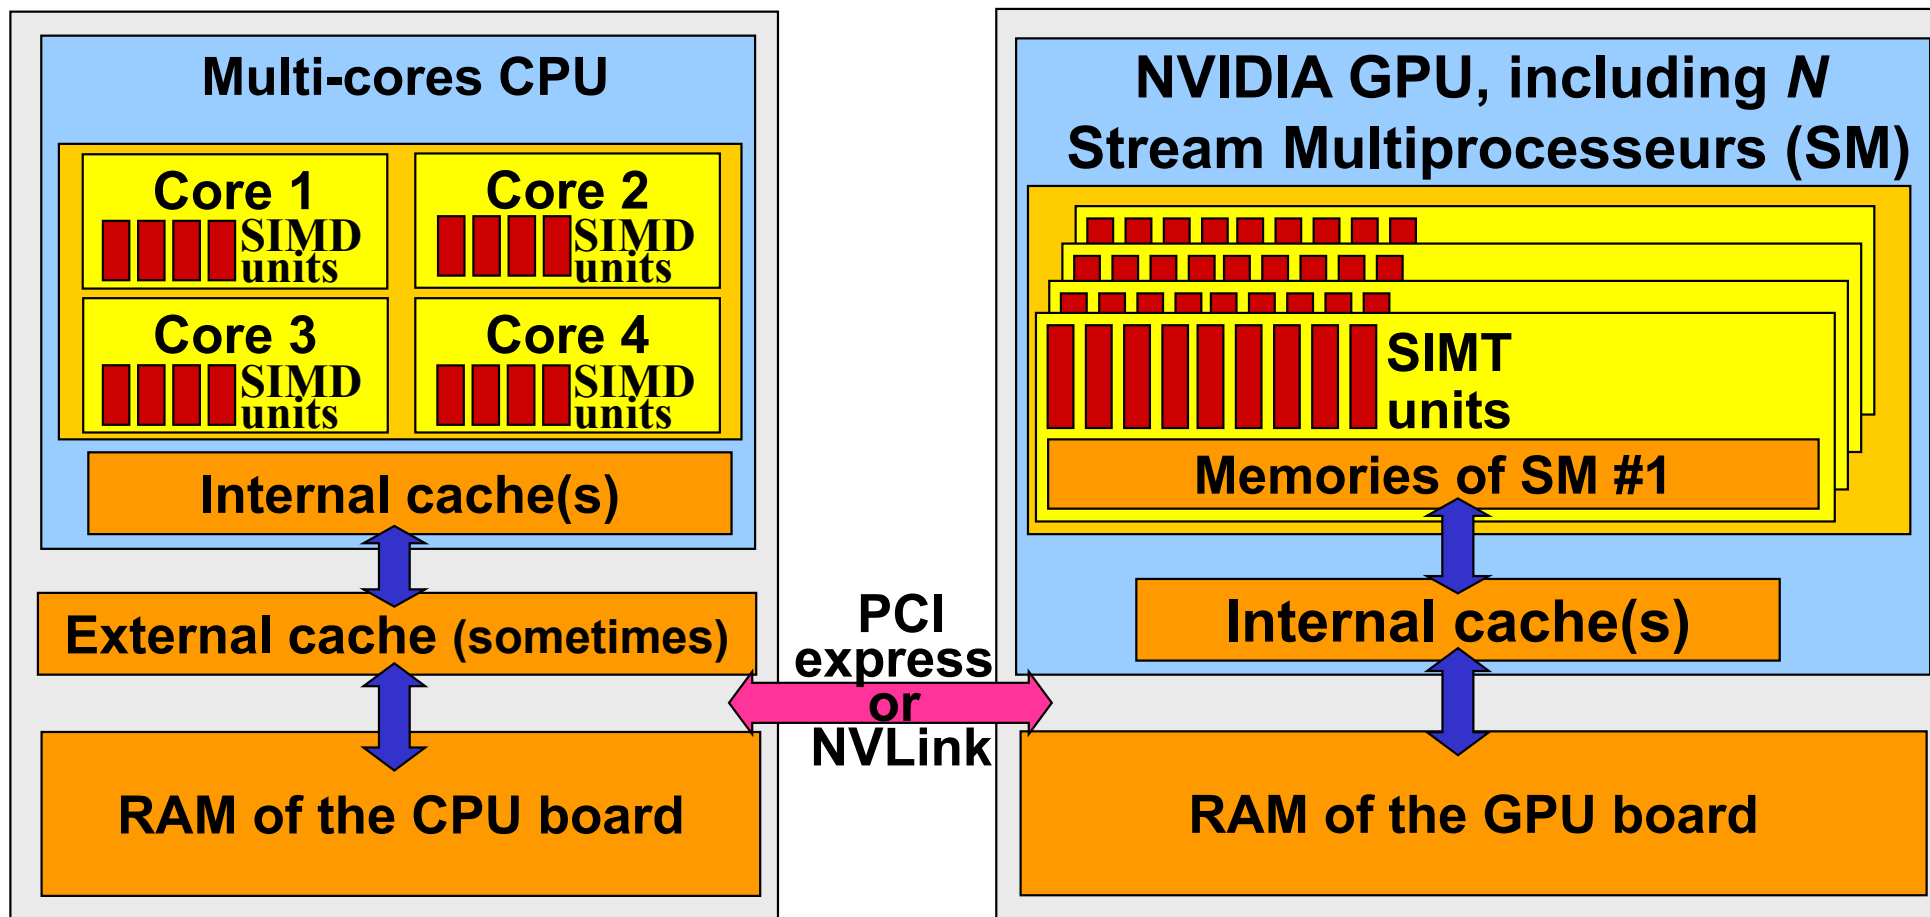 Multi-cores CPU
Core 1
SIMD
units
Core 2
SIMD
units
Core 3
SIMD
units
Core 4
SIMD
units
Internal cache(s)
External cache (sometimes)
RAM of the CPU board
PCI
express
or
NVLink
NVIDIA GPU, including N
Stream Multiprocesseurs (SM)
SIMT
units
Memories of SM #1
Internal cache(s)
RAM of the GPU board